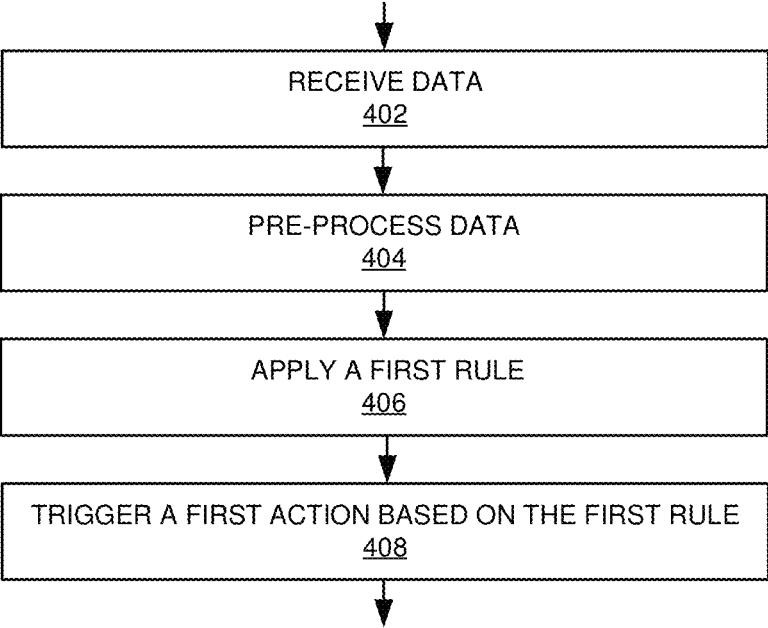 RECEIVE DATA
402
PRE-PROCESS DATA
404
APPLY A FIRST RULE
406
TRIGGER A FIRST ACTION BASED ON THE FIRST RULE
408